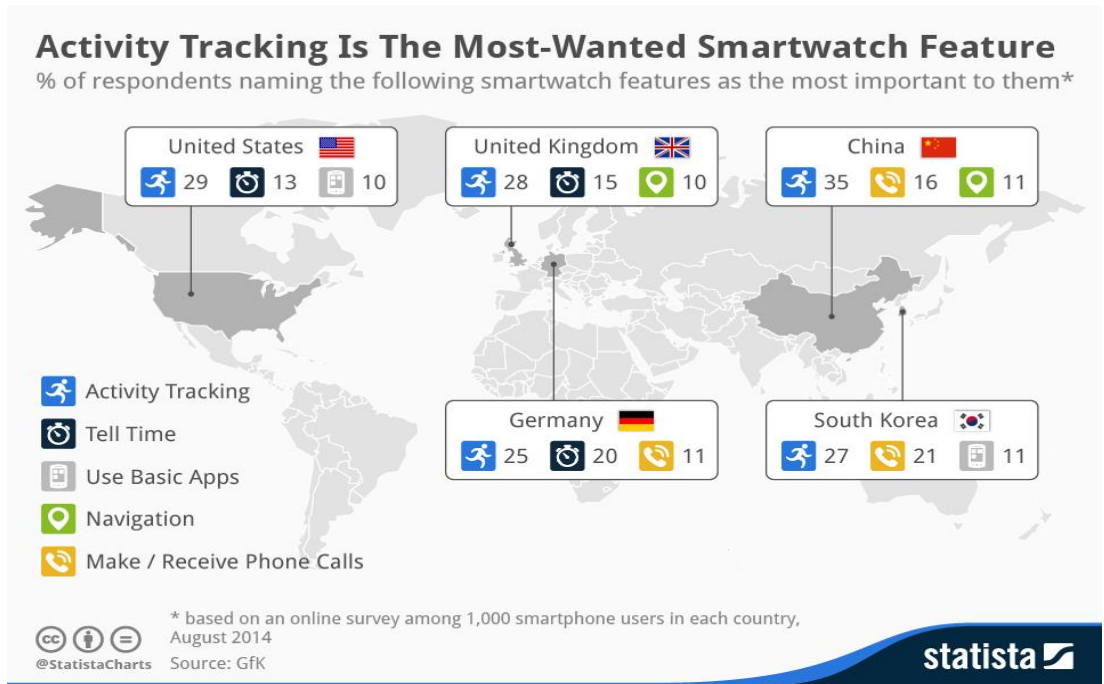 Activity Tracking Is The Most-Wanted Smartwatch Feature
% of respondents naming the following smartwatch features as the most important to them*
United States
29 13 10
United Kingdom
28 15 10
China
35 16 11
Germany
25 20 11
South Korea
27 21 11
Activity Tracking
Tell Time
Use Basic Apps
Navigation
Make / Receive Phone Calls
* based on an online survey among 1,000 smartphone users in each country,
August 2014
Source: GfK
cc
@StatistaCharts
statista